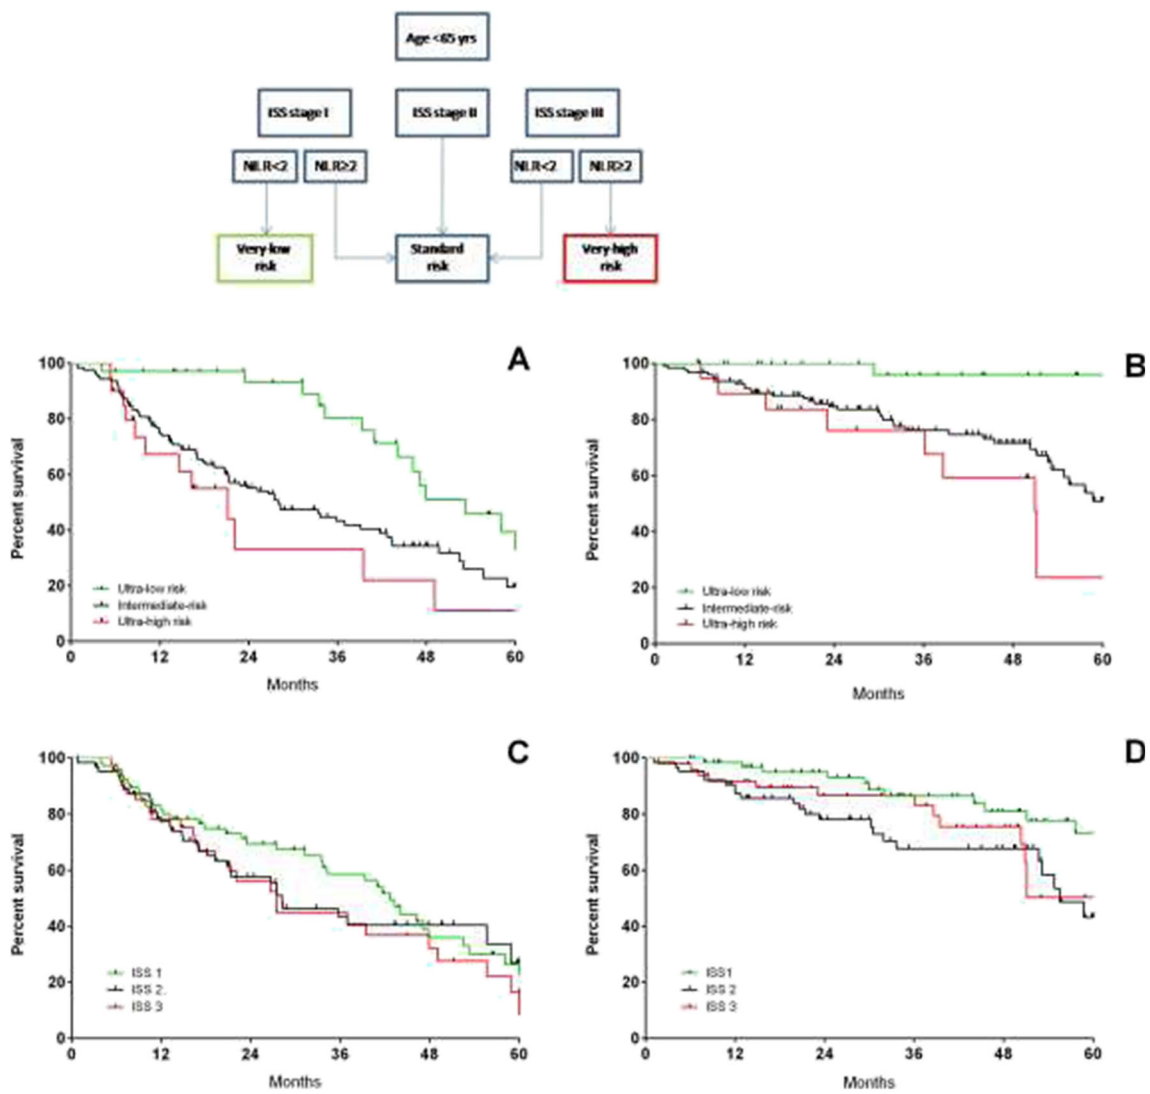 Age <65 yrs
ISS stage I
ISS stage II
ISS stage III
NLR<2
NLR≥2
NLR<2
NLR≥2
Very-low
risk
Standard
risk
Very-high
risk
A
100
80
60
40
20
0
Percent survival
Ultra-low risk
Intermediate-risk
Ultra-high risk
0 12 24 36 48 60
Months
B
100
80
60
40
20
0
Percent survival
Ultra-low risk
Intermediate-risk
Ultra-high risk
0 12 24 36 48 60
Months
C
100
80
60
40
20
0
Percent survival
ISS 1
ISS 2
ISS 3
0 12 24 36 48 60
Months
D
100
80
60
40
20
0
Percent survival
ISS1
ISS 2
ISS 3
0 12 24 36 48 60
Months